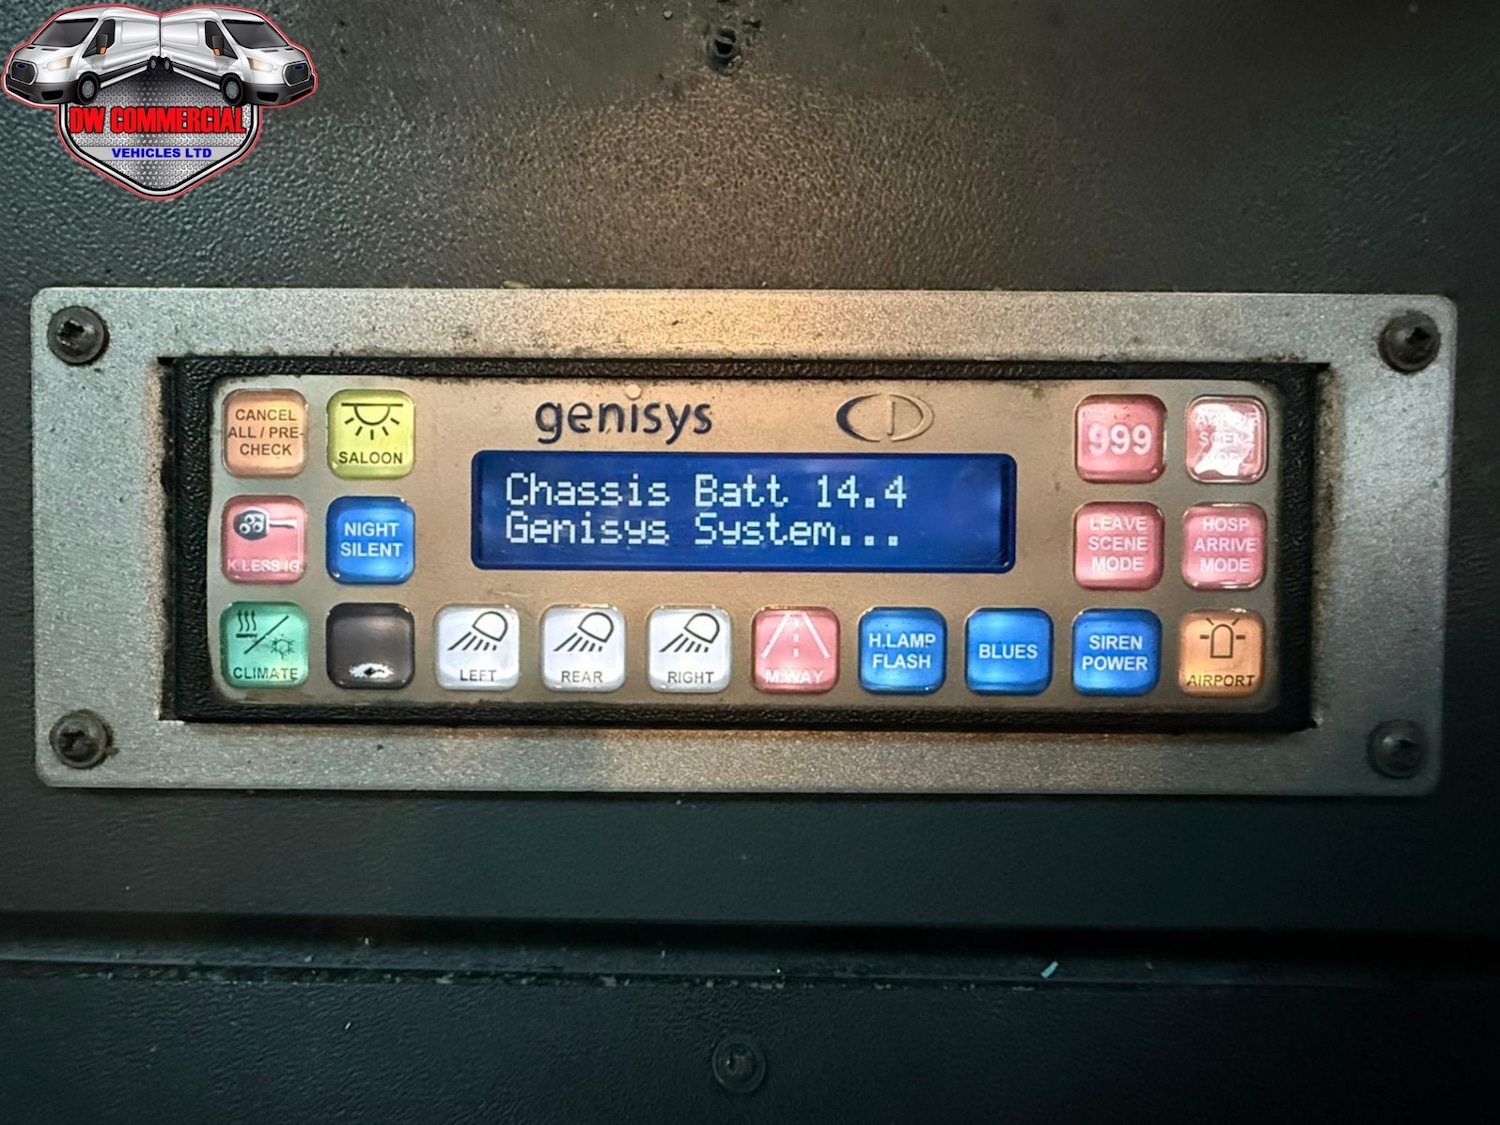 DW COMMERCIAL
VEHICLES LTD
genisys
CANCEL
ALL / PRE-
CHECK
SALOON
Chassis Batt 14.4
Genisys System...
999
SCENE
K.LESS IG.
NIGHT
SILENT
LEAVE
SCENE
MODE
HOSP
ARRIVE
MODE
CLIMATE
LEFT
REAR
RIGHT
M.WAY
H.LAMP
FLASH
BLUES
SIREN
POWER
AIRPORT